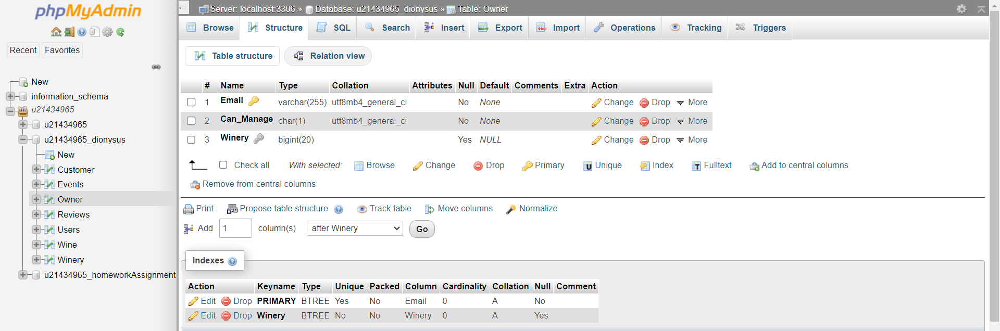 phpMyAdmin
Recent Favorites
New
information_schema
u21434965
u21434965
u21434965_dionysus
New
Customer
Events
Owner
Reviews
Users
Wine
Winery
u21434965_homeworkAssignment
← Server: localhost:3306 » Database: u21434965_dionysus » Table: Owner
Browse Structure SQL Search Insert Export Import Operations Tracking Triggers
Table structure Relation view
# Name Type Collation Attributes Null Default Comments Extra Action
1 Email varchar(255) utf8mb4_general_ci No None Change Drop More
2 Can_Manage char(1) utf8mb4_general_ci No None Change Drop More
3 Winery bigint(20) Yes NULL Change Drop More
Check all With selected: Browse Change Drop Primary U Unique Index T Fulltext Add to central columns
Remove from central columns
Print Propose table structure Track table Move columns Normalize
Add 1 column(s) after Winery Go
Indexes
Action Keyname Type Unique Packed Column Cardinality Collation Null Comment
Edit Drop PRIMARY BTREE Yes No Email 0 A No
Edit Drop Winery BTREE No No Winery 0 A Yes